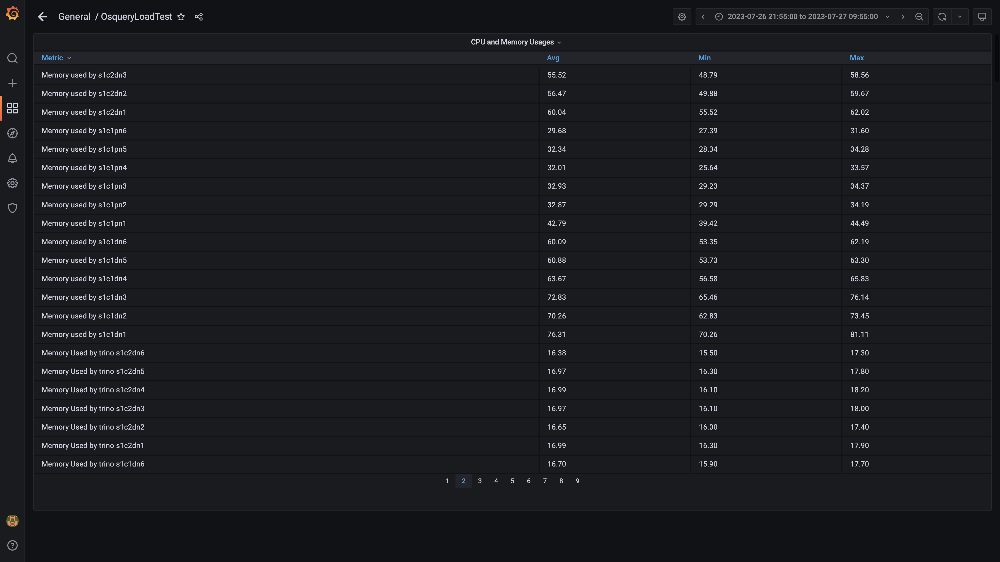 General / OsqueryLoadTest
2023-07-26 21:55:00 to 2023-07-27 09:55:00
CPU and Memory Usages
Metric Avg Min Max
Memory used by s1c2dn3 55.52 48.79 58.56
Memory used by s1c2dn2 56.47 49.88 59.67
Memory used by s1c2dn1 60.04 55.52 62.02
Memory used by s1c1pn6 29.68 27.39 31.60
Memory used by s1c1pn5 32.34 28.34 34.28
Memory used by s1c1pn4 32.01 25.64 33.57
Memory used by s1c1pn3 32.93 29.23 34.37
Memory used by s1c1pn2 32.87 29.29 34.19
Memory used by s1c1pn1 42.79 39.42 44.49
Memory used by s1c1dn6 60.09 53.35 62.19
Memory used by s1c1dn5 60.88 53.73 63.30
Memory used by s1c1dn4 63.67 56.58 65.83
Memory used by s1c1dn3 72.83 65.46 76.14
Memory used by s1c1dn2 70.26 62.83 73.45
Memory used by s1c1dn1 76.31 70.26 81.11
Memory Used by trino s1c2dn6 16.38 15.50 17.30
Memory Used by trino s1c2dn5 16.97 16.30 17.80
Memory Used by trino s1c2dn4 16.99 16.10 18.20
Memory Used by trino s1c2dn3 16.97 16.10 18.00
Memory Used by trino s1c2dn2 16.65 16.00 17.40
Memory Used by trino s1c2dn1 16.99 16.30 17.90
Memory Used by trino s1c1dn6 16.70 15.90 17.70
1 2 3 4 5 6 7 8 9